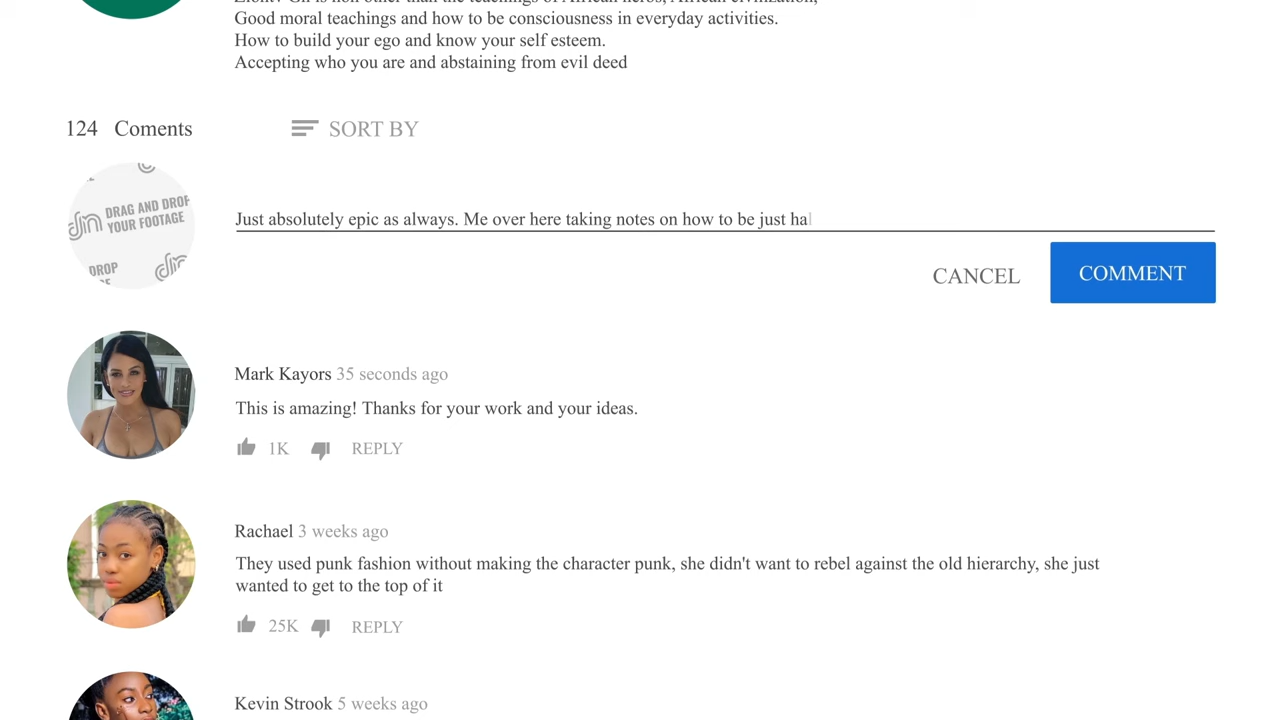 Good moral teachings and how to be consciousness in everyday activities.
How to build your ego and know your self esteem.
Accepting who you are and abstaining from evil deed
124 Coments
SORT BY
DRAG AND DROP
YOUR FOOTAGE
DROP
Just absolutely epic as always. Me over here taking notes on how to be just ha
CANCEL
COMMENT
Mark Kayors 35 seconds ago
This is amazing! Thanks for your work and your ideas.
1K
REPLY
Rachael 3 weeks ago
They used punk fashion without making the character punk, she didn't want to rebel against the old hierarchy, she just
wanted to get to the top of it
25K
REPLY
Kevin Strook 5 weeks ago